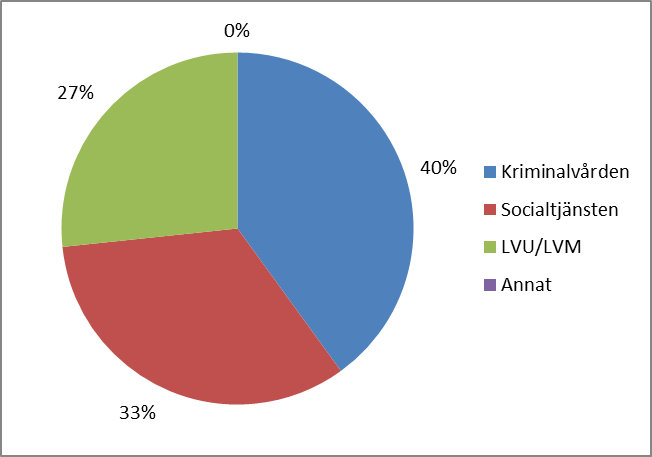 0%
27%
40%
33%
Kriminalvården
Socialtjänsten
LVU/LVM
Annat